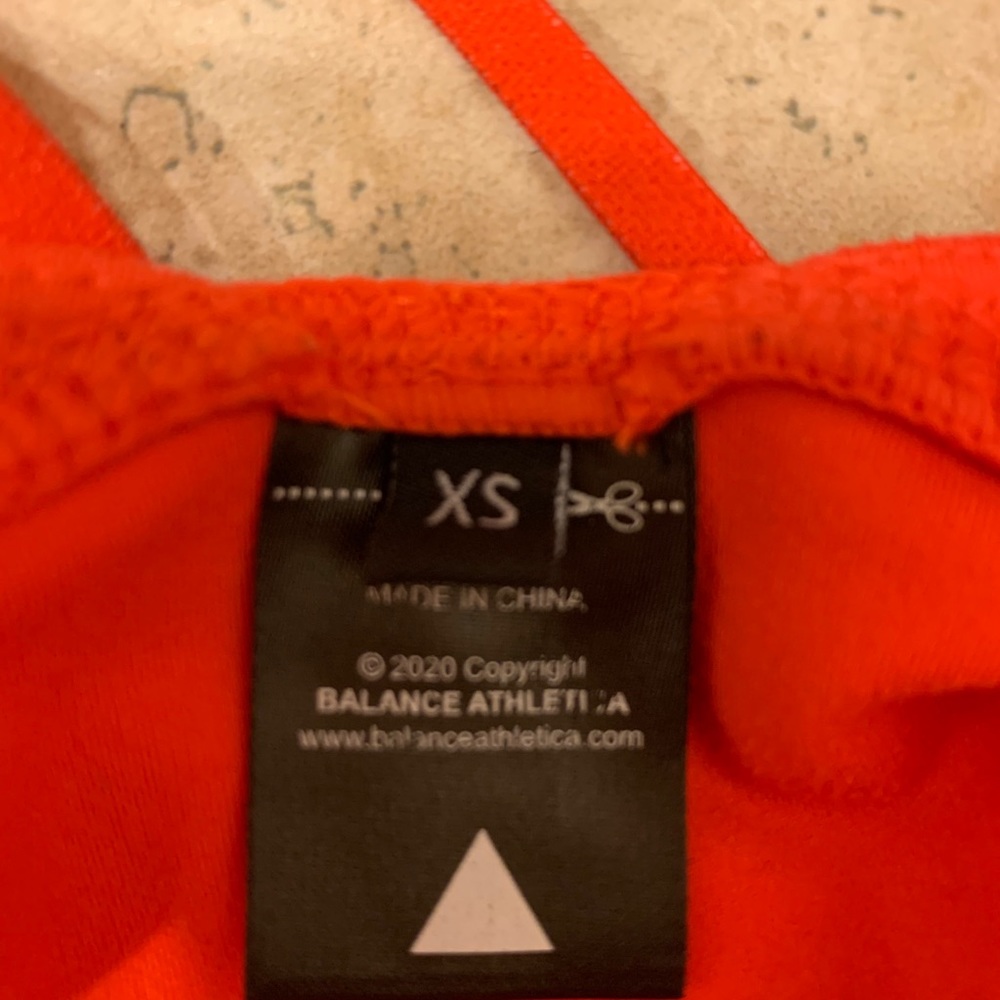 XS
MADE IN CHINA
© 2020 Copyright
BALANCE ATHLETICA
www.balanceathletica.com